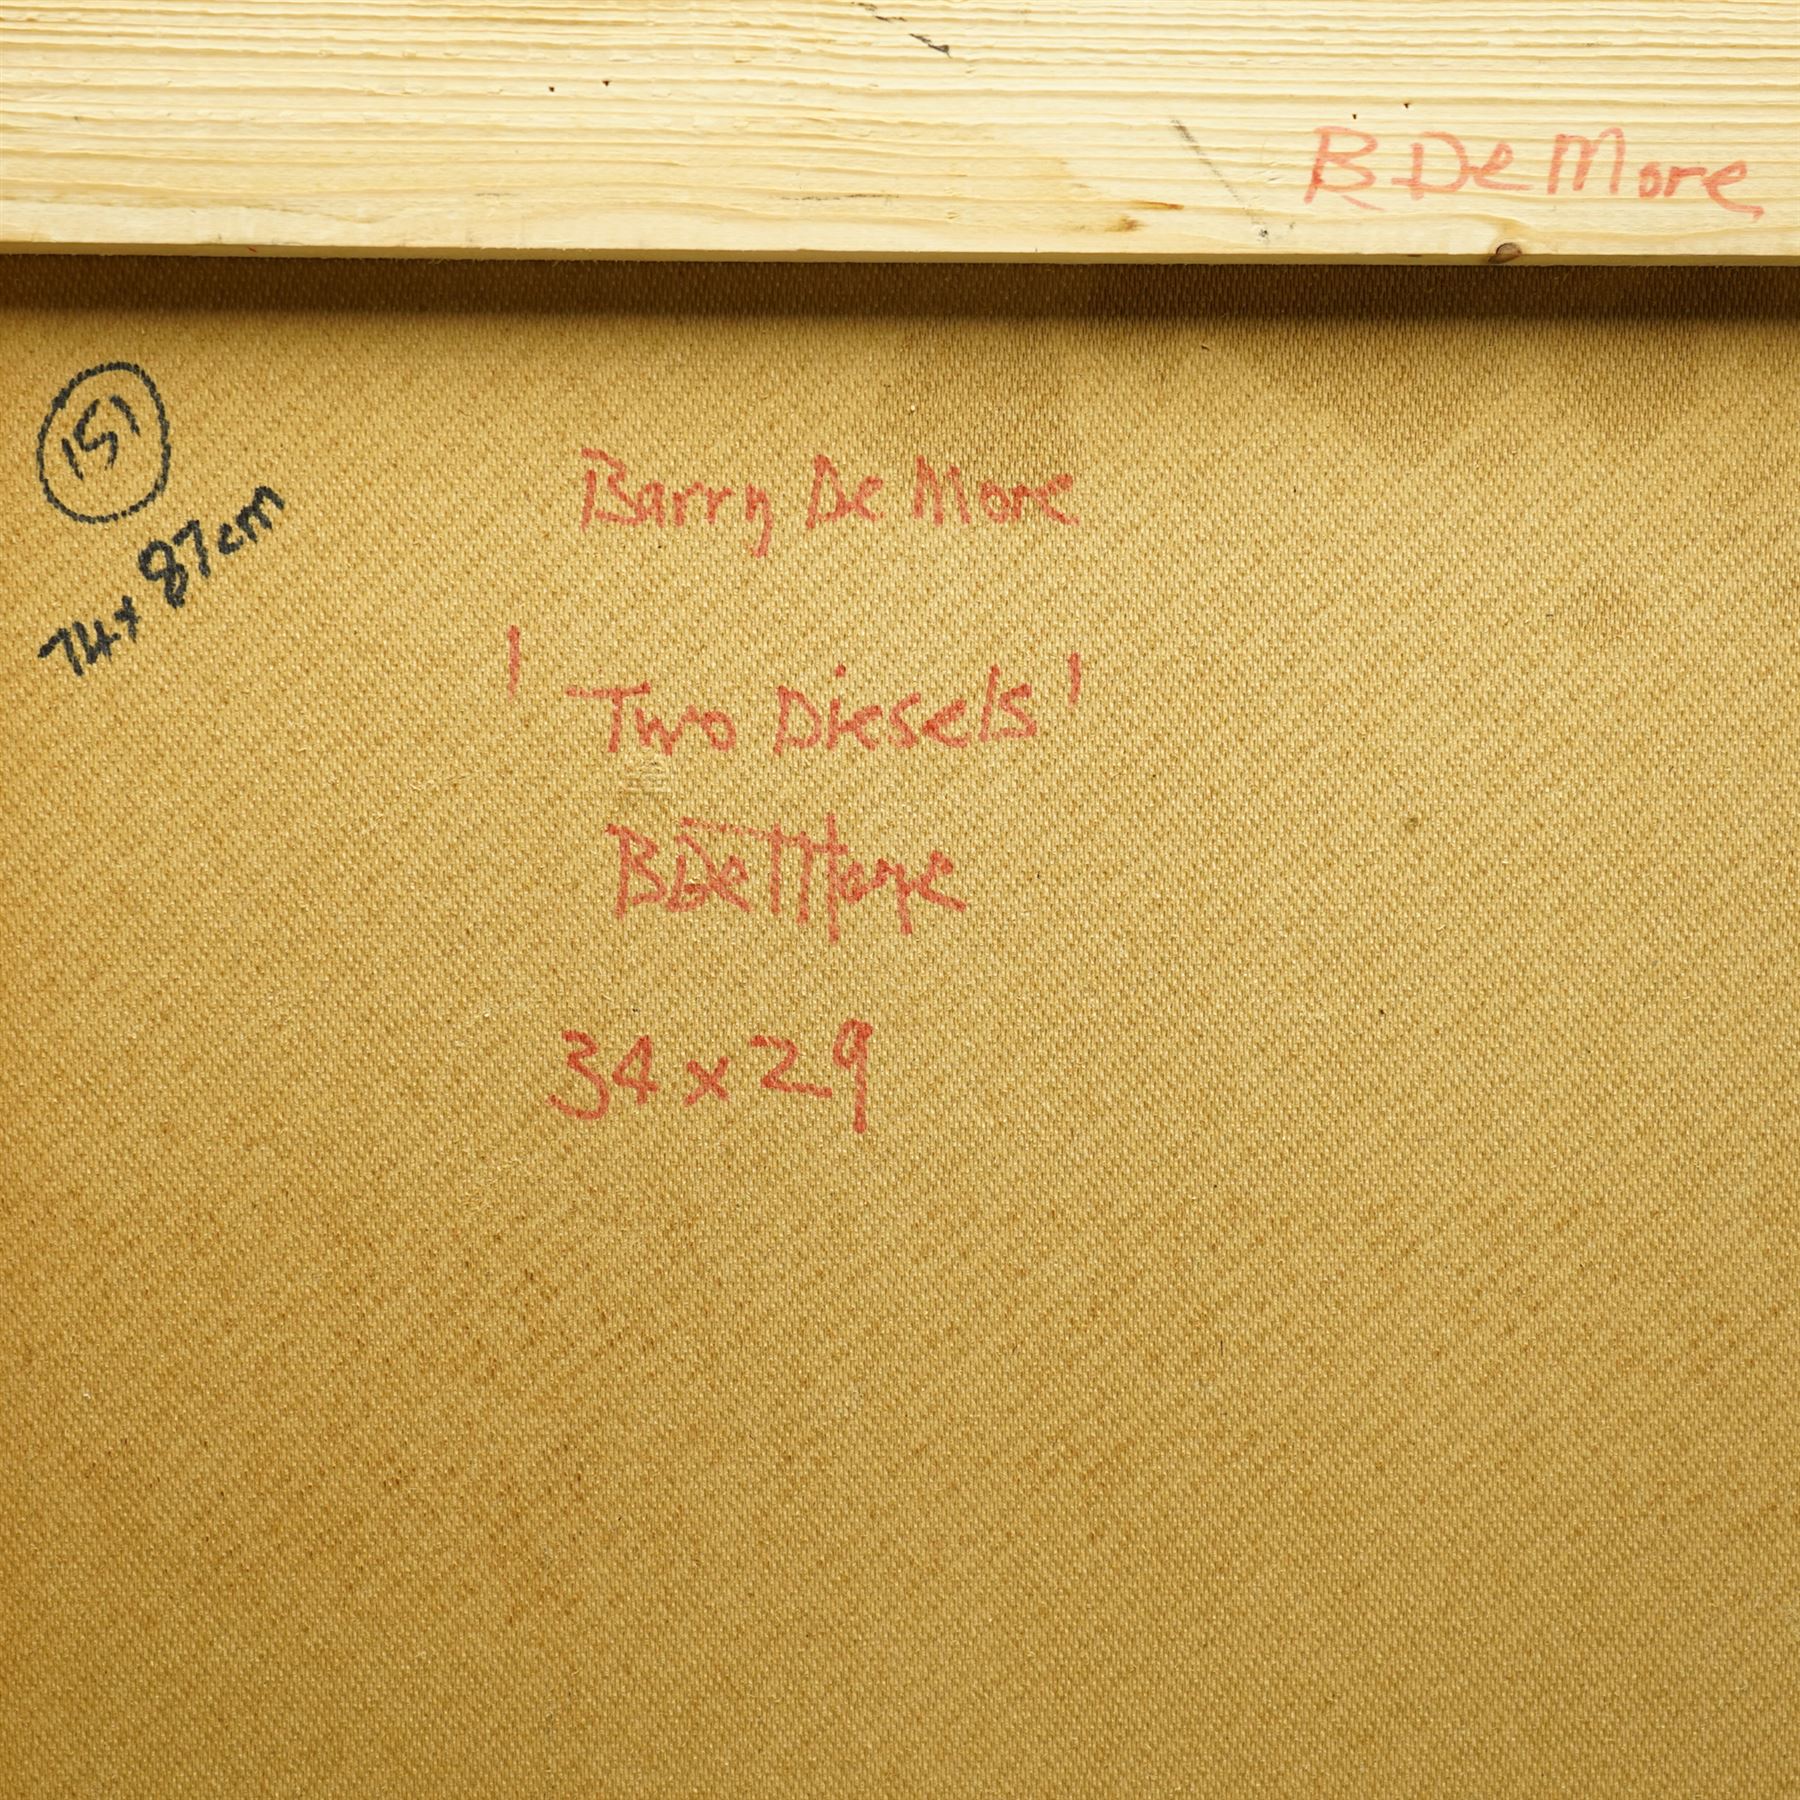 B De More
151
74 x 87cm
Barry De More
'Two Diesels'
B De More
34 x 29